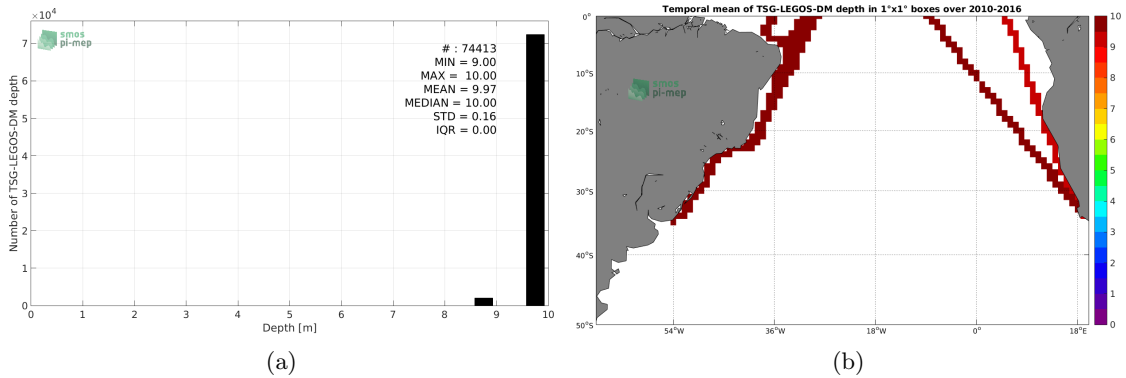 ×10⁴
smos
pi-mep
# : 74413
MIN = 9.00
MAX = 10.00
MEAN = 9.97
MEDIAN = 10.00
STD = 0.16
IQR = 0.00
Number of TSG-LEGOS-DM depth
7
6
5
4
3
2
1
0
0 1 2 3 4 5 6 7 8 9 10
Depth [m]
(a)
Temporal mean of TSG-LEGOS-DM depth in 1°x1° boxes over 2010-2016
smos
pi-mep
0°
10°S
20°S
30°S
40°S
50°S
54°W 36°W 18°W 0° 18°E
10
9
8
7
6
5
4
3
2
1
0
(b)